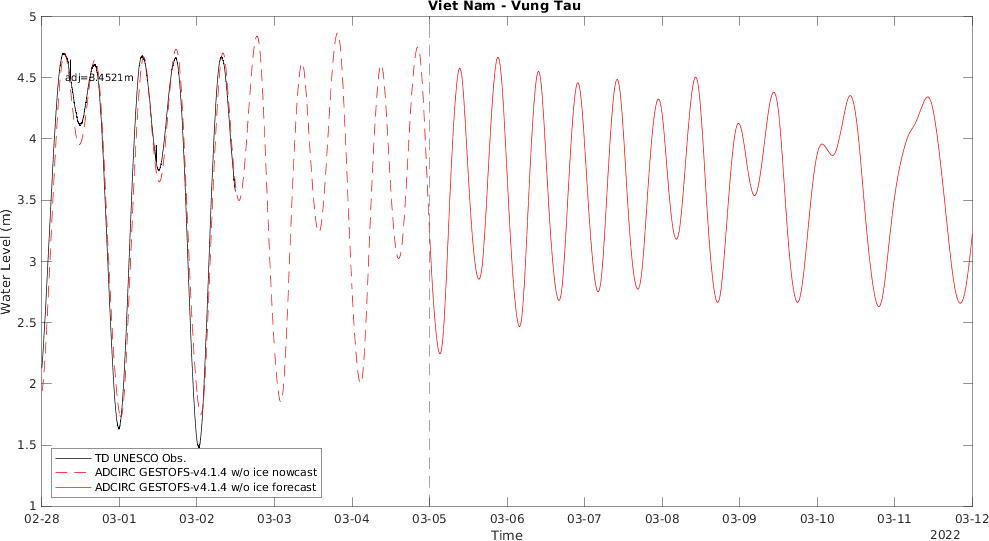 Viet Nam - Vung Tau
5
4.5
4
3.5
3
2.5
2
1.5
1
Water Level (m)
adj=3.4521m
TD UNESCO Obs.
ADCIRC GESTOFS-v4.1.4 w/o ice nowcast
ADCIRC GESTOFS-v4.1.4 w/o ice forecast
02-28 03-01 03-02 03-03 03-04 03-05 03-06 03-07 03-08 03-09 03-10 03-11 03-12
Time
2022